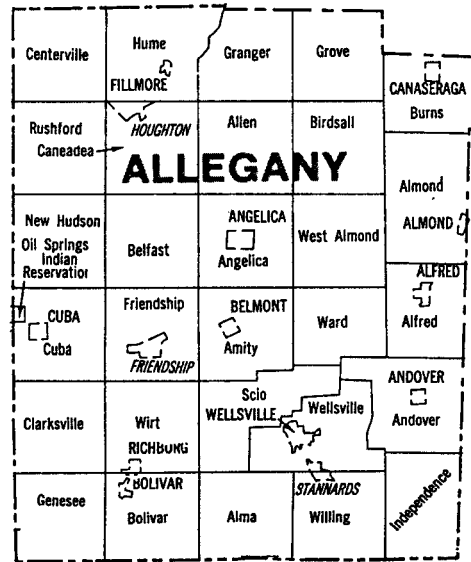 Centerville
Hume
FILLMORE
Granger
Grove
CANASERAGA
Burns
Rushford
Caneadea
HOUGHTON
Allen
Birdsall
ALLEGANY
Almond
ALMOND
New Hudson
Oil Springs
Indian
Reservation
Belfast
ANGELICA
Angelica
West Almond
ALFRED
Alfred
CUBA
Cuba
Friendship
FRIENDSHIP
BELMONT
Amity
Ward
ANDOVER
Andover
Clarksville
Wirt
RICHBURG
Scio
WELLSVILLE
Wellsville
STANNARDS
Genesee
BOLIVAR
Bolivar
Alma
Willing
Independence